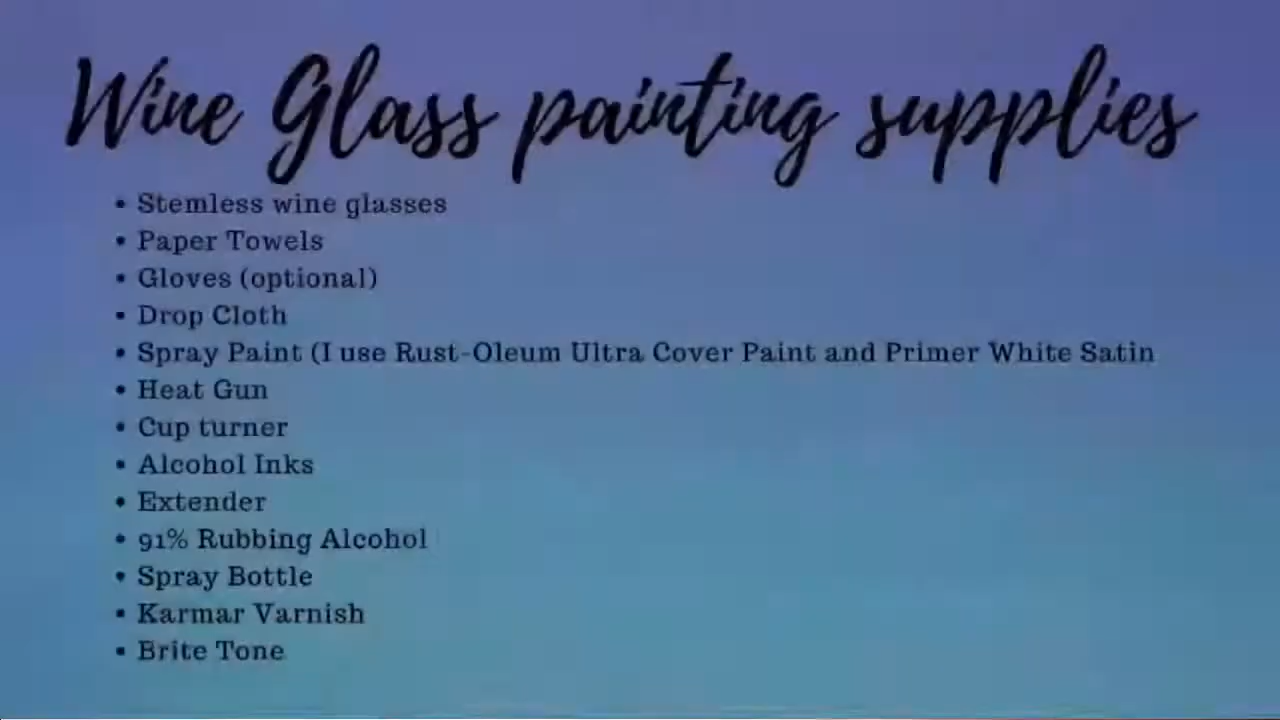 Wine Glass painting supplies
• Stemless wine glasses
• Paper Towels
• Gloves (optional)
• Drop Cloth
• Spray Paint (I use Rust-Oleum Ultra Cover Paint and Primer White Satin
• Heat Gun
• Cup turner
• Alcohol Inks
• Extender
• 91% Rubbing Alcohol
• Spray Bottle
• Karmar Varnish
• Brite Tone